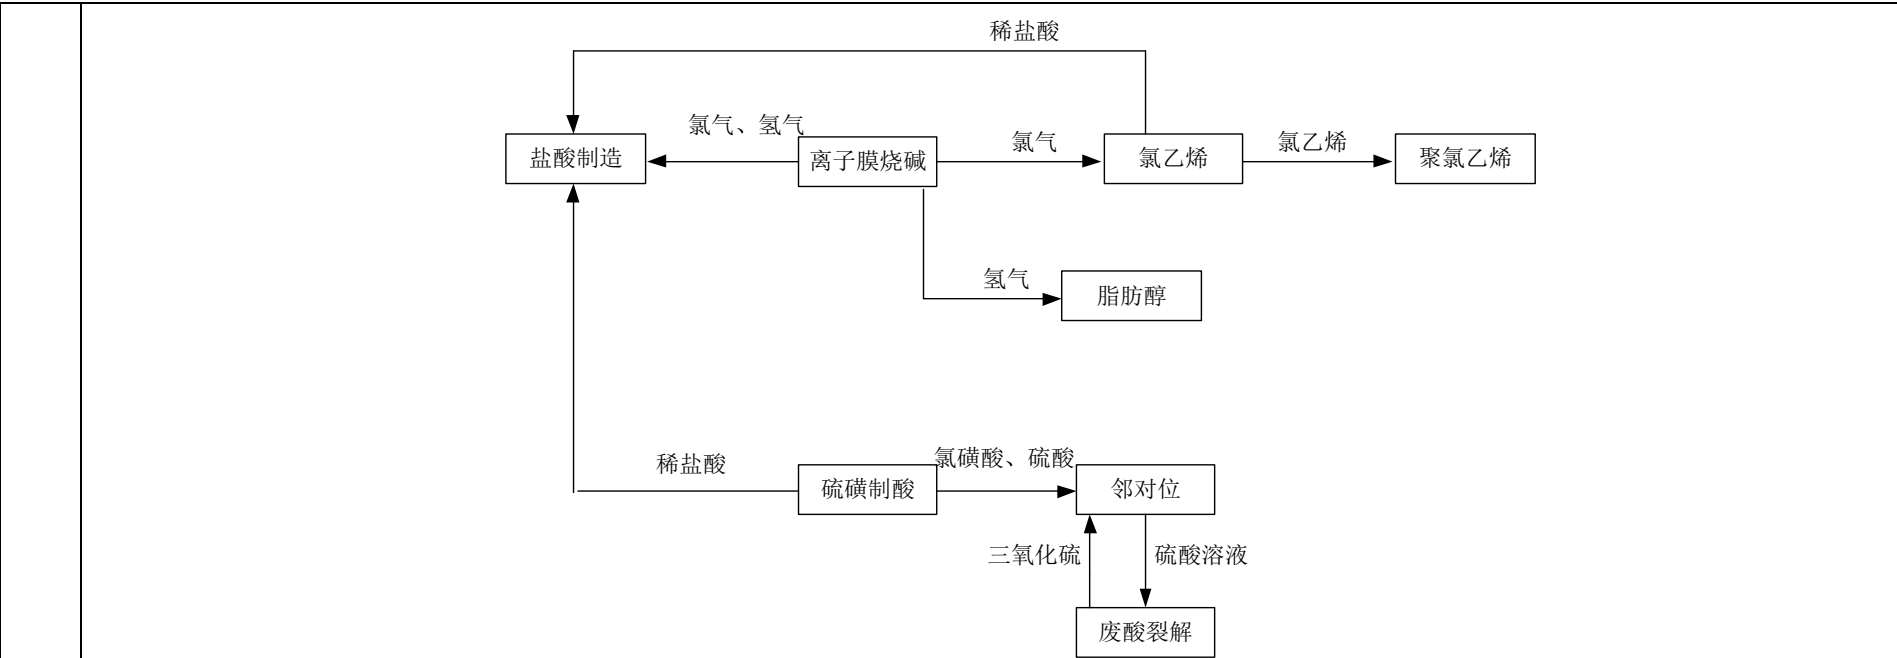 稀盐酸
氯气、氢气
盐酸制造
离子膜烧碱
氯气
氯乙烯
氯乙烯
聚氯乙烯
氢气
脂肪醇
稀盐酸
硫磺制酸
氯磺酸、硫酸
邻对位
三氧化硫
硫酸溶液
废酸裂解